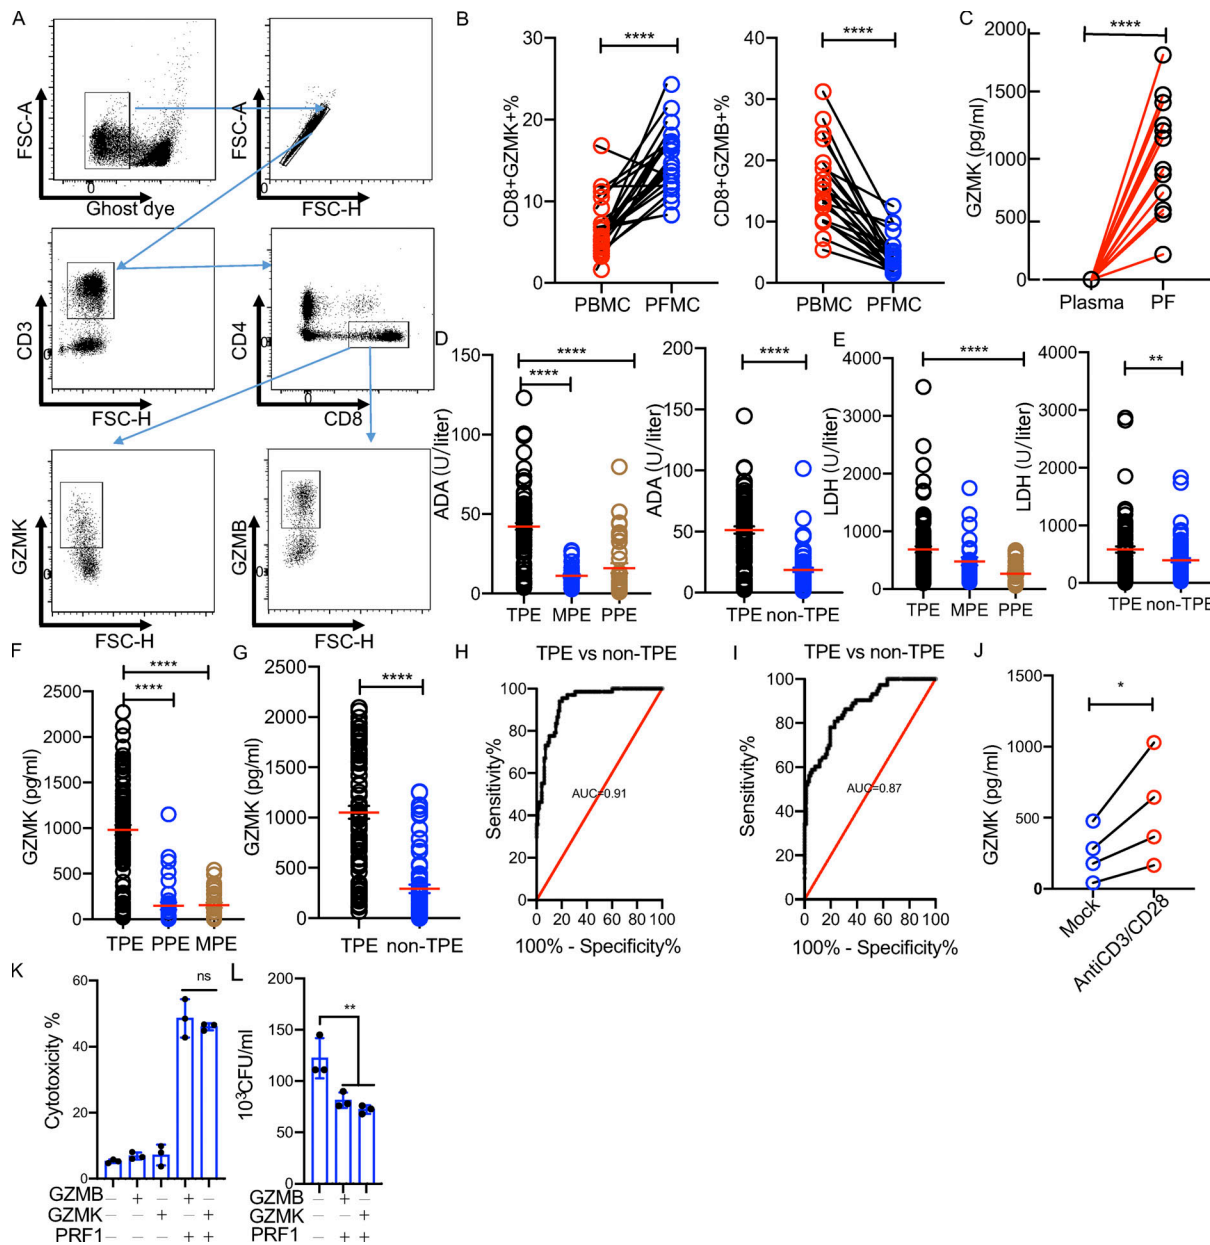 A
FSC-A
Ghost dye
0
FSC-A
FSC-H
CD3
0
FSC-H
CD4
0
0
CD8
GZMK
0
FSC-H
GZMB
0
FSC-H
B
CD8+GZMK+%
30
20
10
0
****
PBMC PFMC
CD8+GZMB+%
40
30
20
10
0
****
PBMC PFMC
C
GZMK (pg/ml)
2000
1500
1000
500
0
****
Plasma PF
D
ADA (U/liter)
150
100
50
0
****
****
TPE MPE PPE
ADA (U/liter)
200
150
100
50
0
****
TPE non-TPE
E
LDH (U/liter)
4000
3000
2000
1000
0
****
TPE MPE PPE
LDH (U/liter)
4000
3000
2000
1000
0
**
TPE non-TPE
F
GZMK (pg/ml)
2500
2000
1500
1000
500
0
****
****
TPE PPE MPE
G
GZMK (pg/ml)
2500
2000
1500
1000
500
0
****
TPE non-TPE
H
TPE vs non-TPE
Sensitivity%
100
80
60
40
20
0
AUC=0.91
0 20 40 60 80 100
100% - Specificity%
I
TPE vs non-TPE
Sensitivity%
100
80
60
40
20
0
AUC=0.87
0 20 40 60 80 100
100% - Specificity%
J
GZMK (pg/ml)
1500
1000
500
0
*
Mock
AntiCD3/CD28
K
Cytotoxicity %
60
40
20
0
ns
GZMB – + – + –
GZMK – – + – +
PRF1 – – – + +
L
10³CFU/ml
200
150
100
50
0
**
GZMB – + –
GZMK – – +
PRF1 – + +